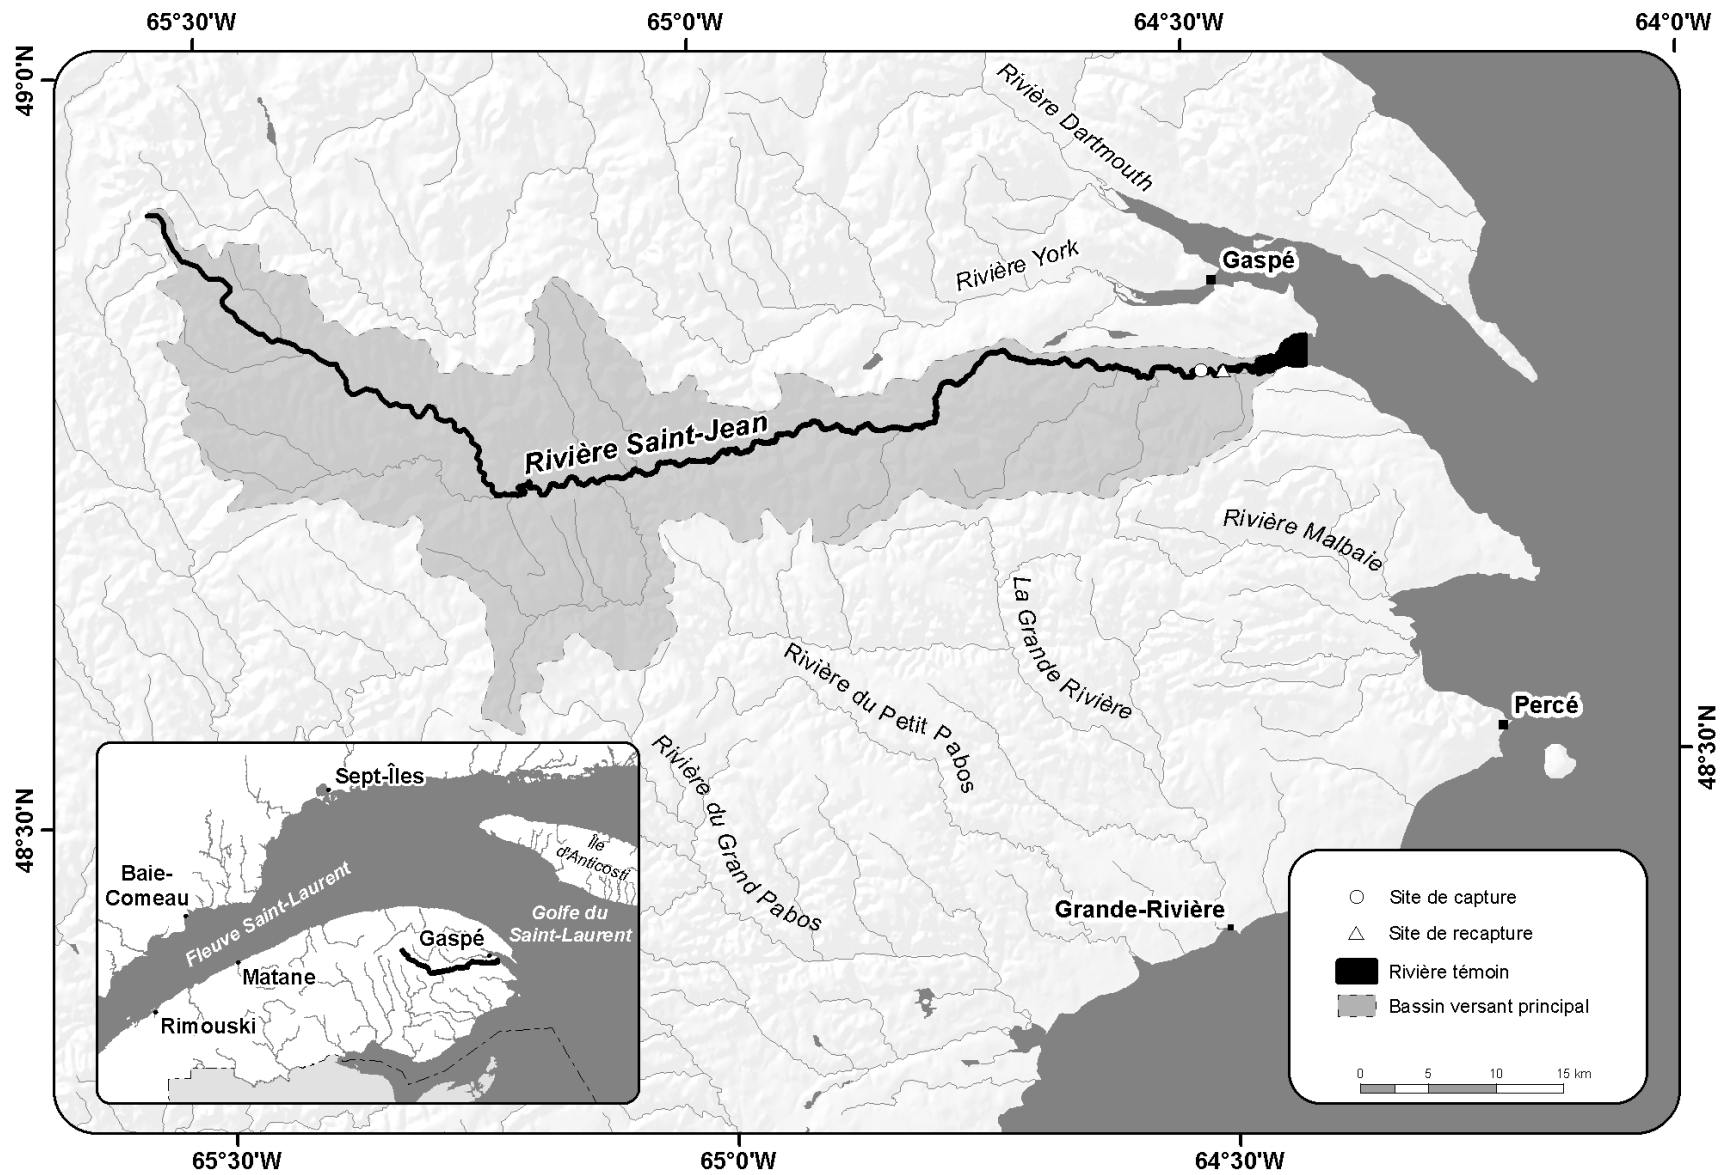 65°30'W
65°0'W
64°30'W
64°0'W
49°0'N
Rivière Dartmouth
Rivière York
Gaspé
Rivière Saint-Jean
Rivière Malbaie
La Grande Rivière
Rivière du Petit Pabos
Percé
48°30'N
Rivière du Grand Pabos
Grande-Rivière
48°30'N
Sept-Îles
Île
d'Anticosti
Baie-
Comeau
Fleuve Saint-Laurent
Golfe du
Saint-Laurent
Gaspé
Matane
Rimouski
Site de capture
Site de recapture
Rivière témoin
Bassin versant principal
0 5 10 15 km
65°30'W
65°0'W
64°30'W